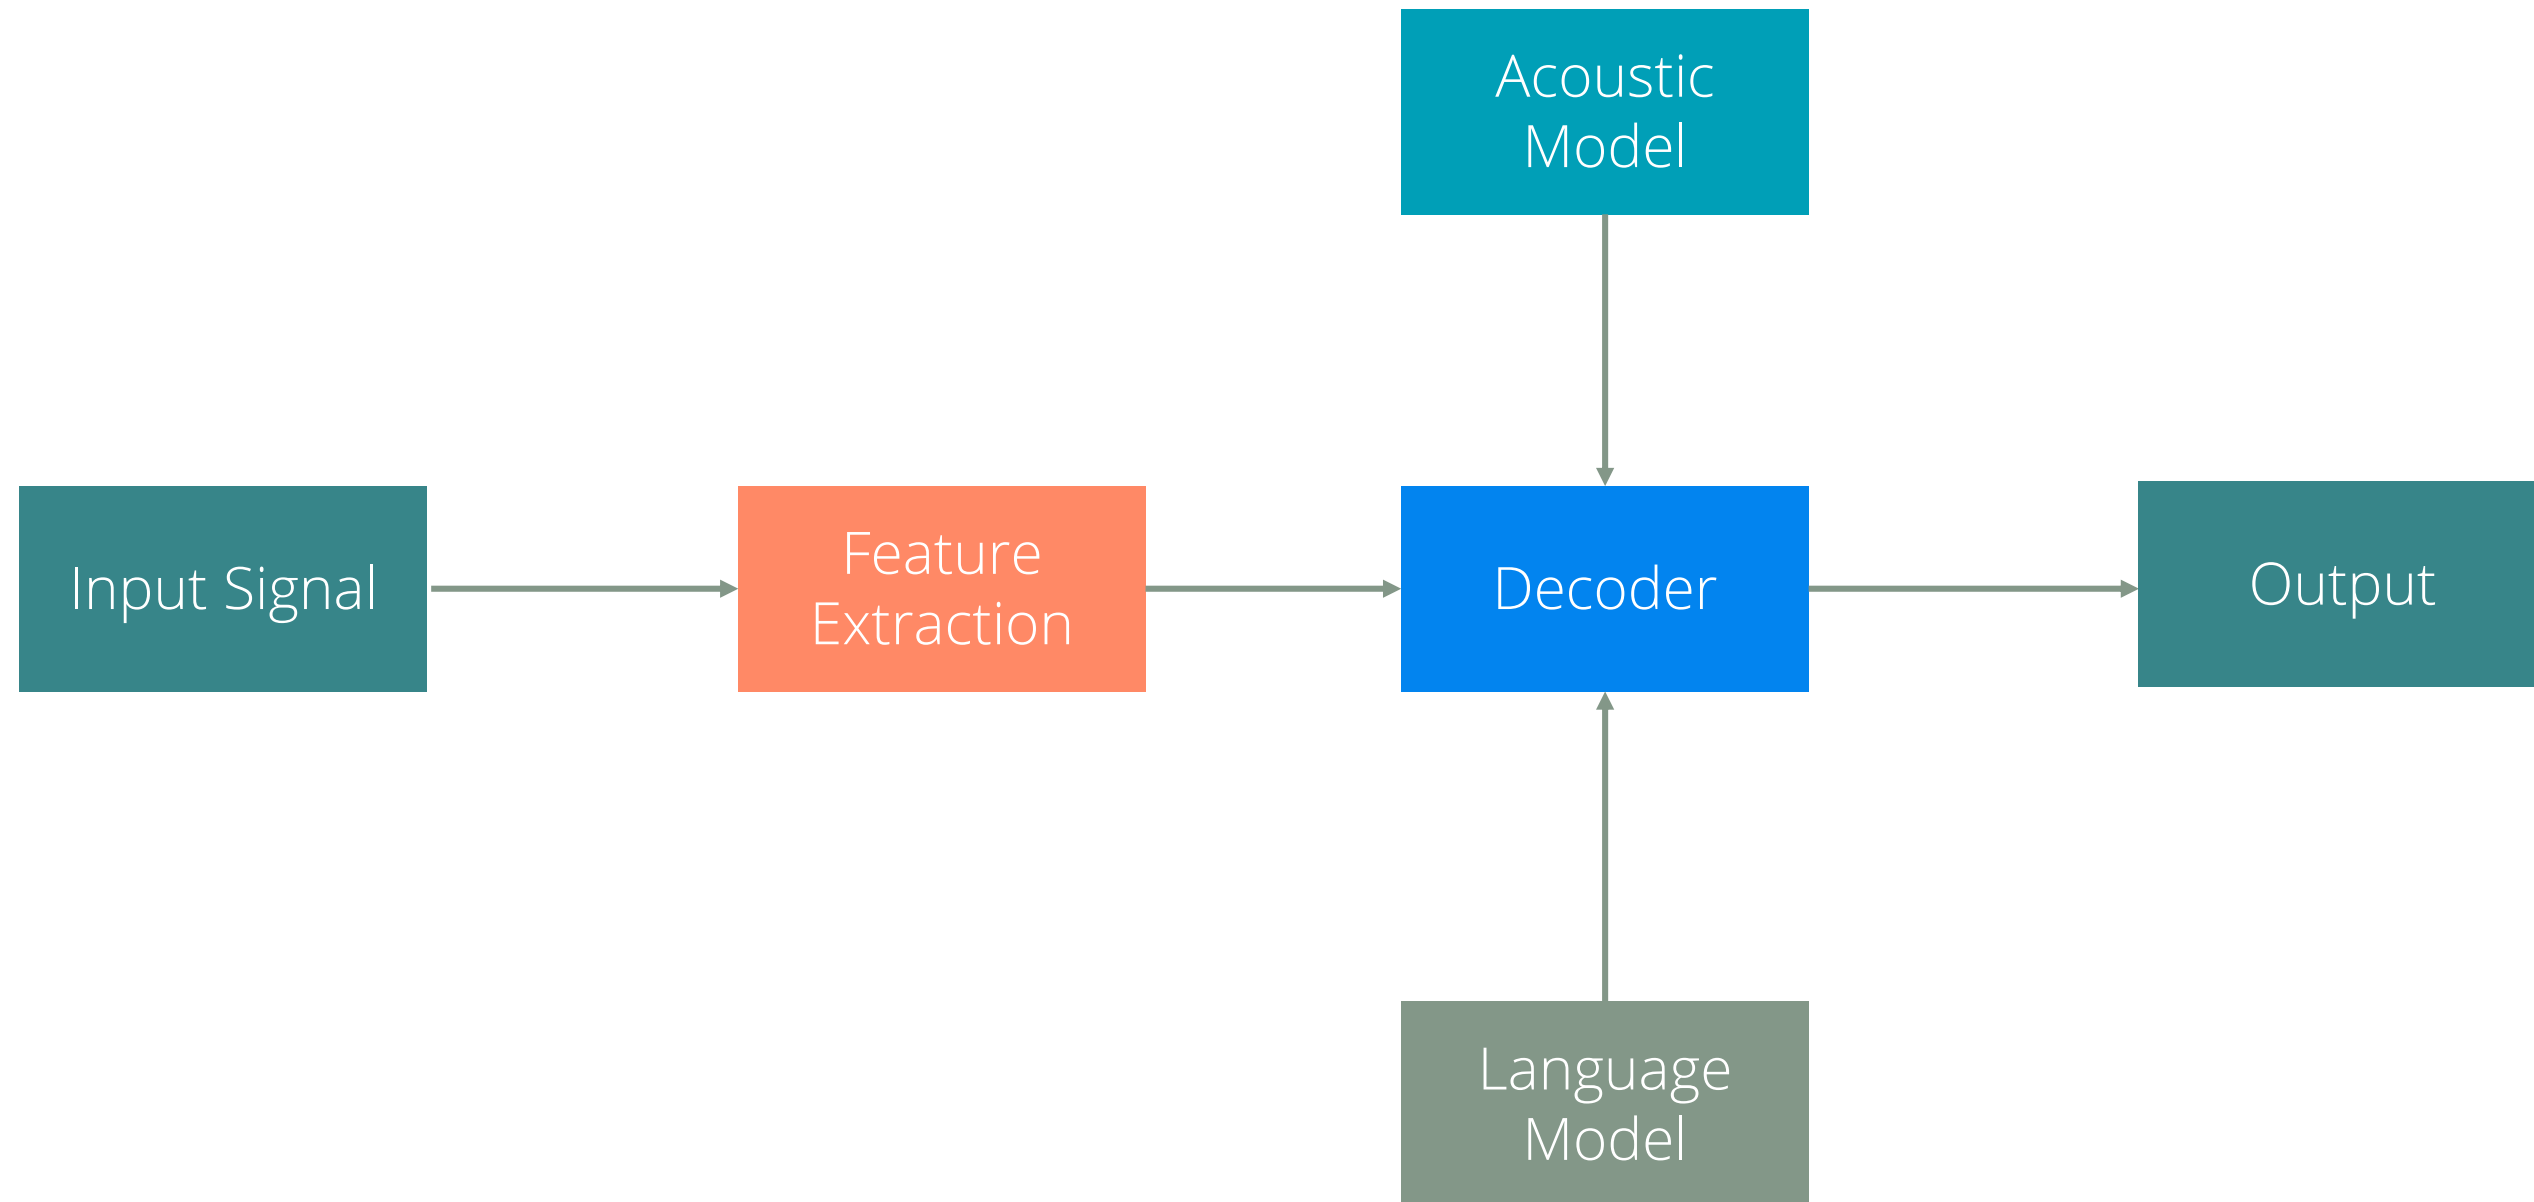 Acoustic
Model
Input Signal
Feature
Extraction
Decoder
Output
Language
Model